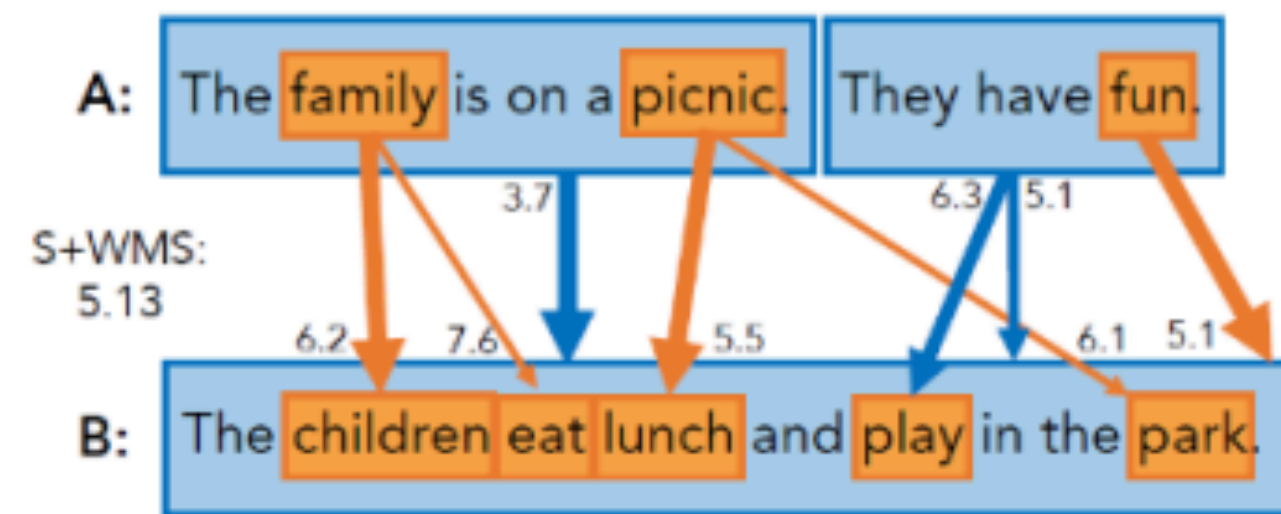 A: The family is on a picnic. They have fun.
3.7 6.3 5.1
S+WMS:
5.13
6.2 7.6 5.5 6.1 5.1
B: The children eat lunch and play in the park.